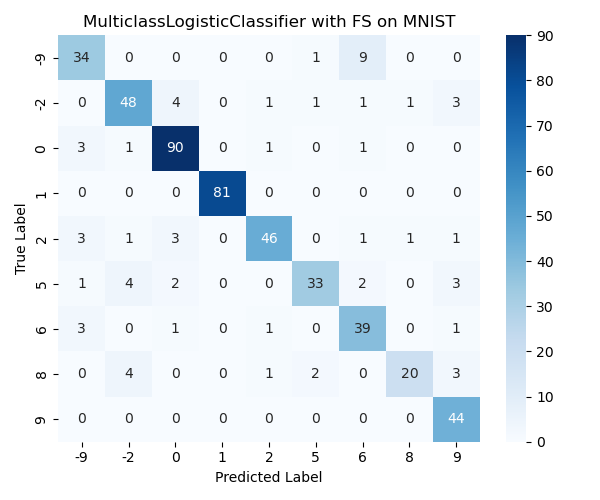 MulticlassLogisticClassifier with FS on MNIST
-9 34 0 0 0 0 1 9 0 0
-2 0 48 4 0 1 1 1 1 3
0 3 1 90 0 1 0 1 0 0
1 0 0 0 81 0 0 0 0 0
2 3 1 3 0 46 0 1 1 1
5 1 4 2 0 0 33 2 0 3
6 3 0 1 0 1 0 39 0 1
8 0 4 0 0 1 2 0 20 3
9 0 0 0 0 0 0 0 0 44
-9 -2 0 1 2 5 6 8 9
Predicted Label
True Label
90
80
70
60
50
40
30
20
10
0